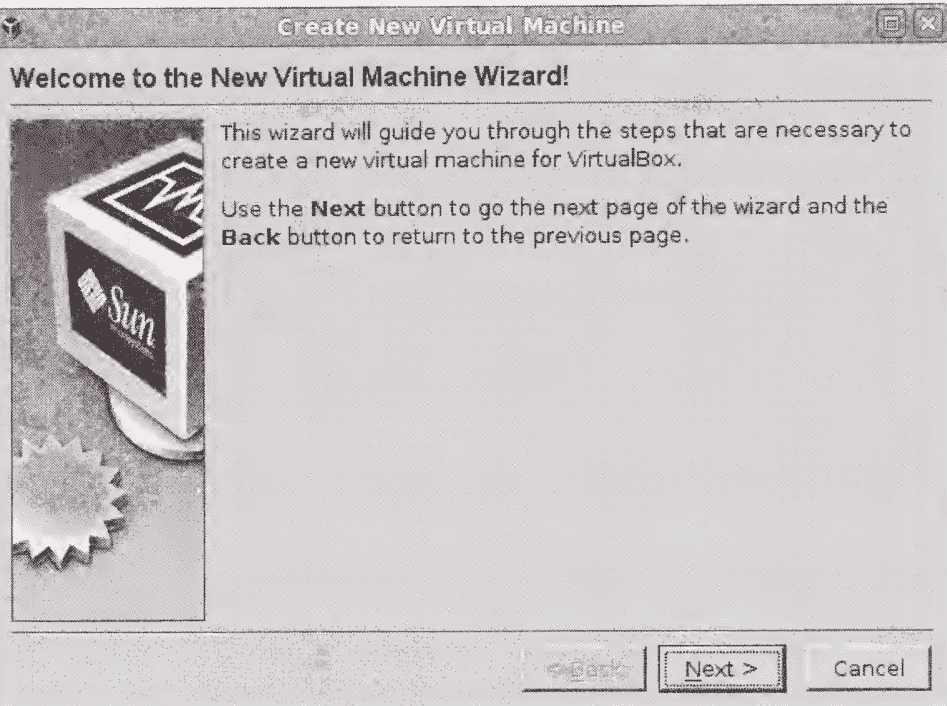 Create New Virtual Machine
Welcome to the New Virtual Machine Wizard!
This wizard will guide you through the steps that are necessary to
create a new virtual machine for VirtualBox.
Use the Next button to go the next page of the wizard and the
Back button to return to the previous page.
Sun
< Back
Next >
Cancel